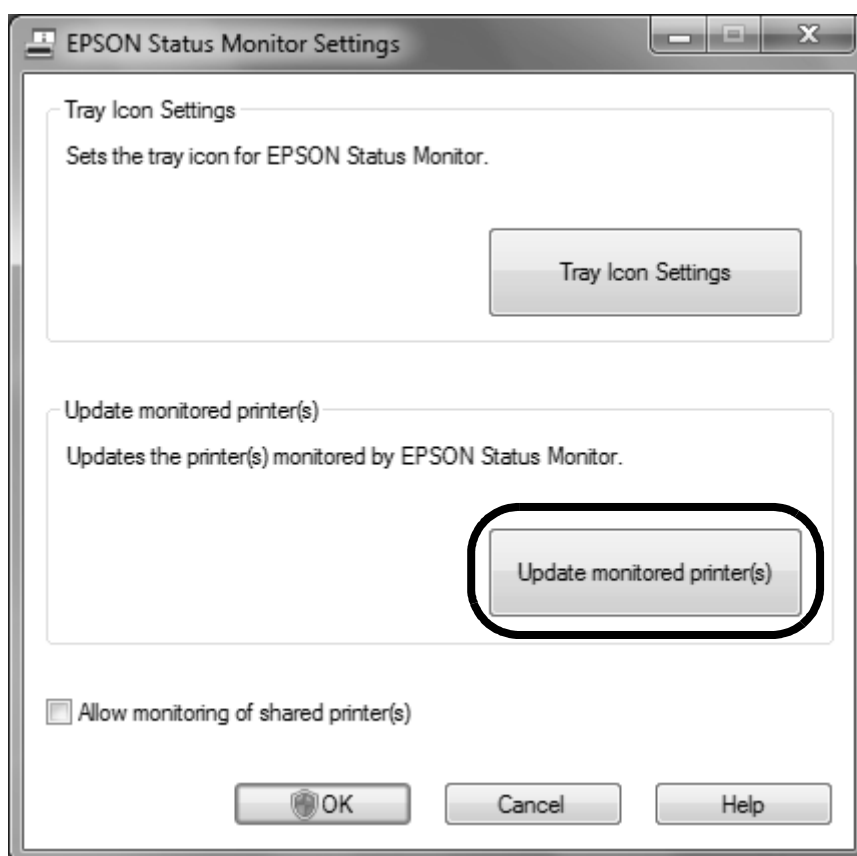 EPSON Status Monitor Settings
Tray Icon Settings
Sets the tray icon for EPSON Status Monitor.
Tray Icon Settings
Update monitored printer(s)
Updates the printer(s) monitored by EPSON Status Monitor.
Update monitored printer(s)
Allow monitoring of shared printer(s)
OK Cancel Help